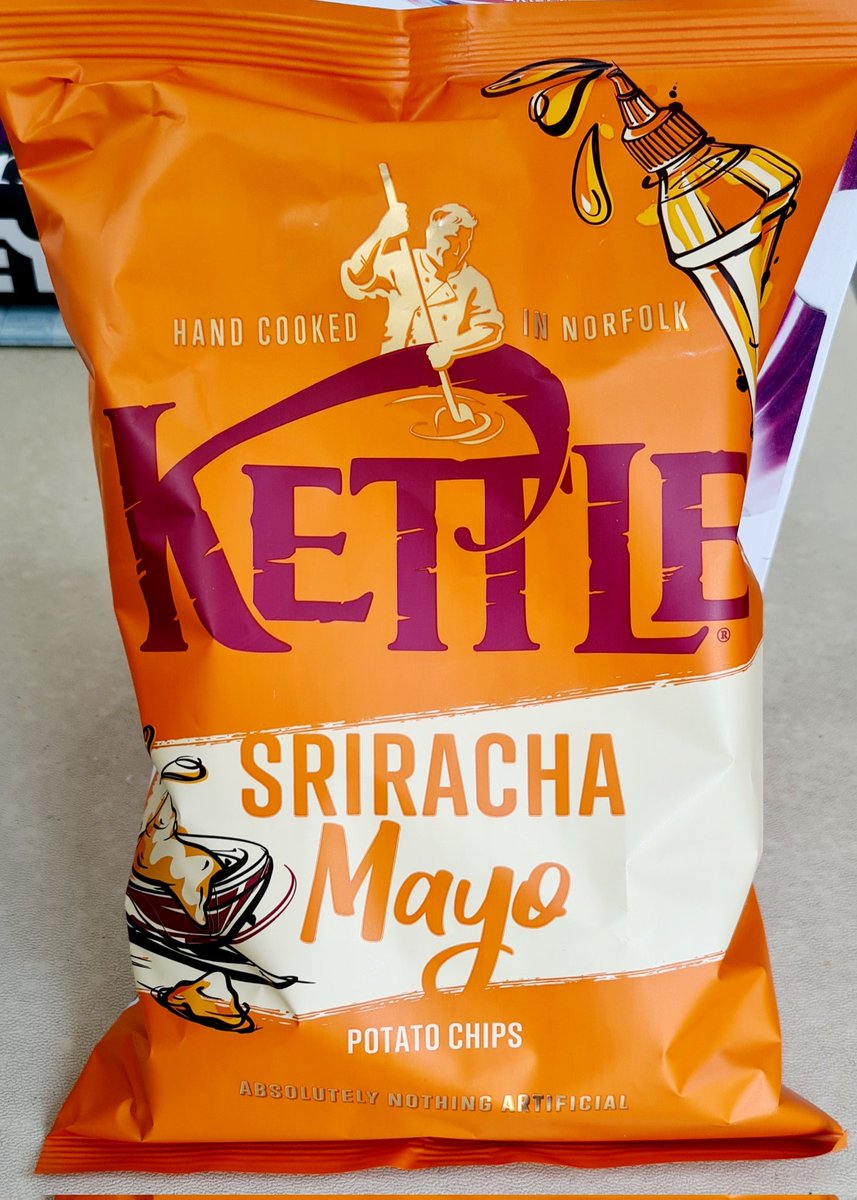 HAND COOKED IN NORFOLK
KETTLE®
SRIRACHA
Mayo
POTATO CHIPS
ABSOLUTELY NOTHING ARTIFICIAL